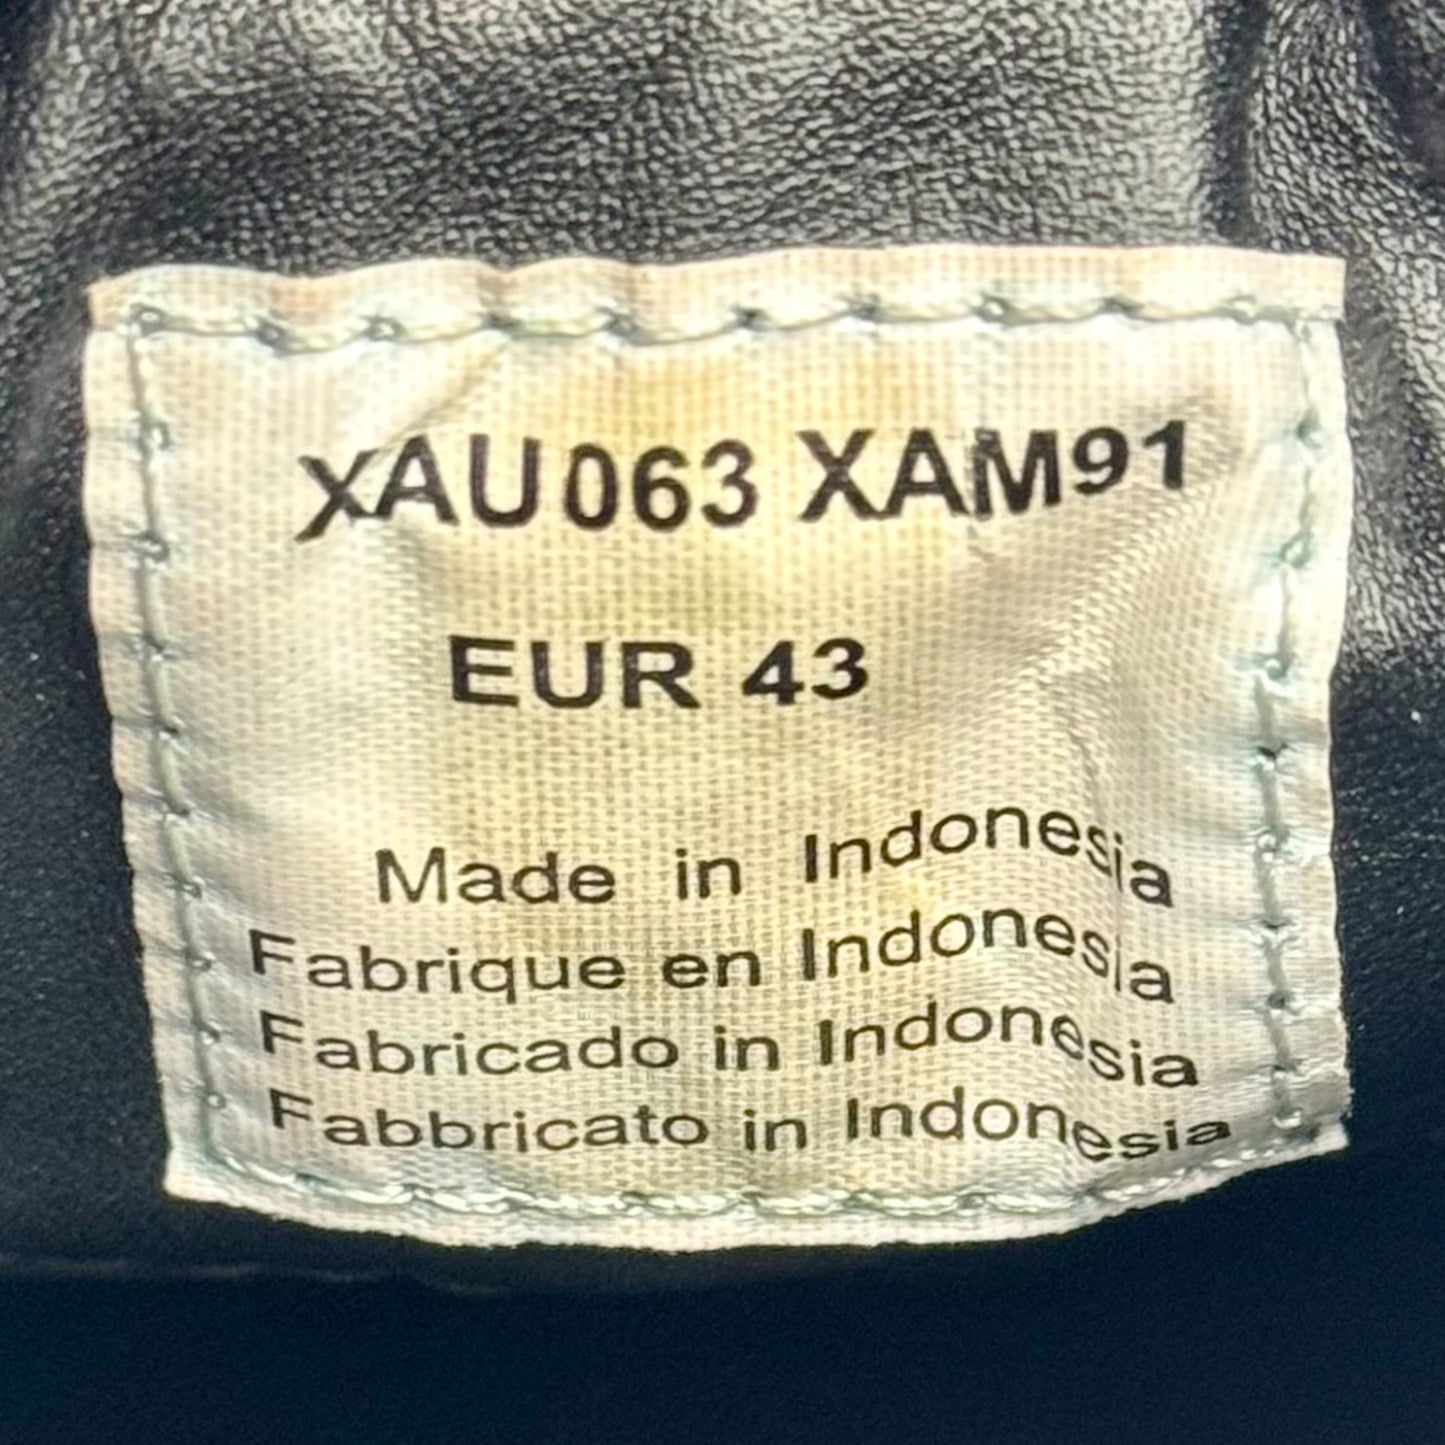 XAU063 XAM91
EUR 43
Made in Indonesia
Fabrique en Indonesia
Fabricado in Indonesia
Fabbricato in Indonesia